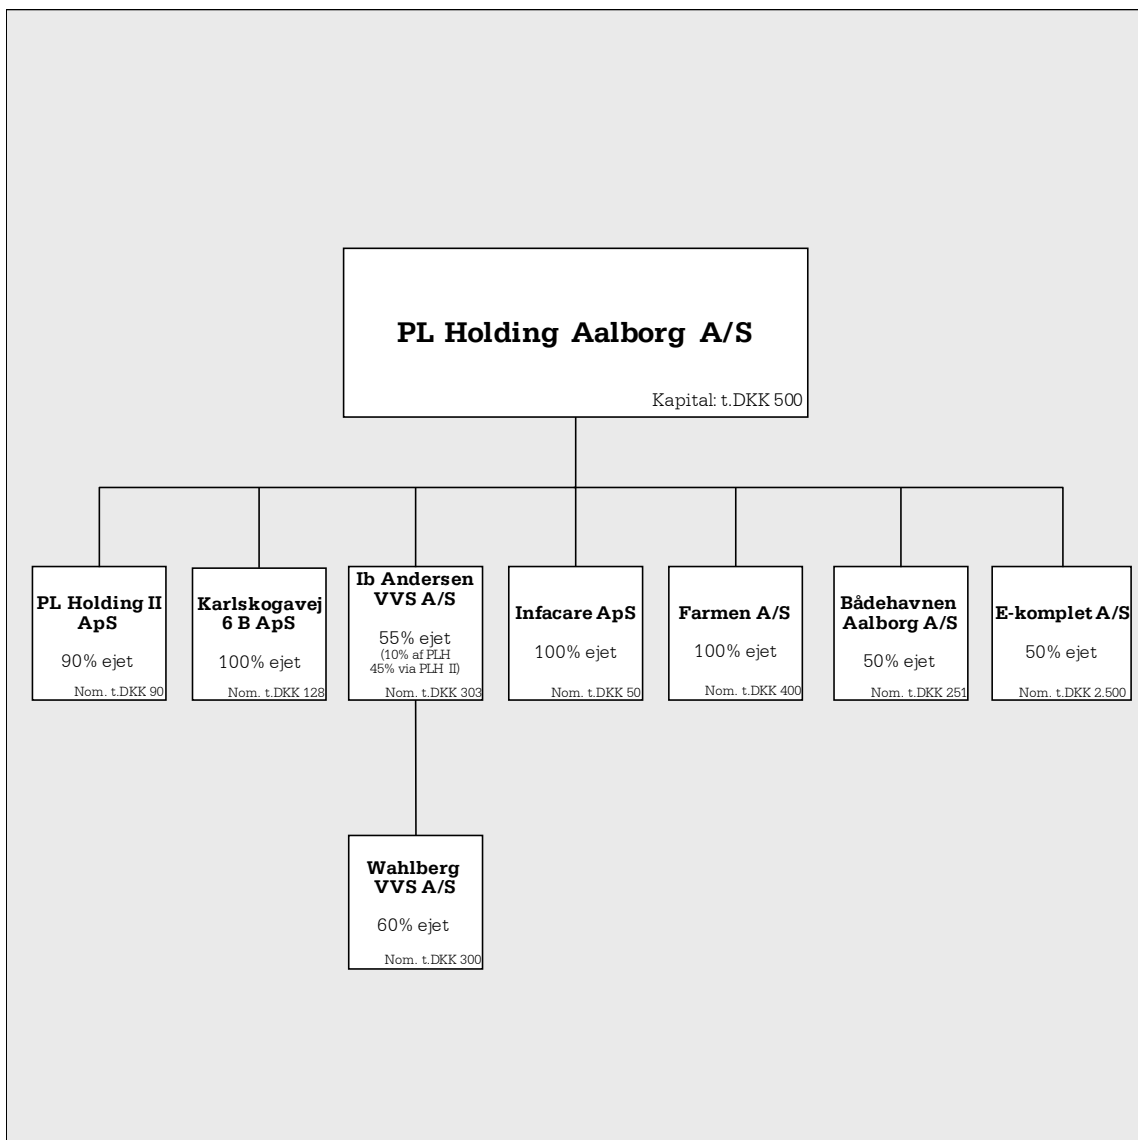 PL Holding Aalborg A/S
Kapital: t.DKK 500
PL Holding II
ApS
90% ejet
Nom. t.DKK 90
Karlskogavej
6 B ApS
100% ejet
Nom. t.DKK 128
Ib Andersen
VVS A/S
55% ejet
(10% af PLH
45% via PLH II)
Nom. t.DKK 303
Infacare ApS
100% ejet
Nom. t.DKK 50
Farmen A/S
100% ejet
Nom. t.DKK 400
Bådehavnen
Aalborg A/S
50% ejet
Nom. t.DKK 251
E-komplet A/S
50% ejet
Nom. t.DKK 2.500
Wahlberg
VVS A/S
60% ejet
Nom. t.DKK 300